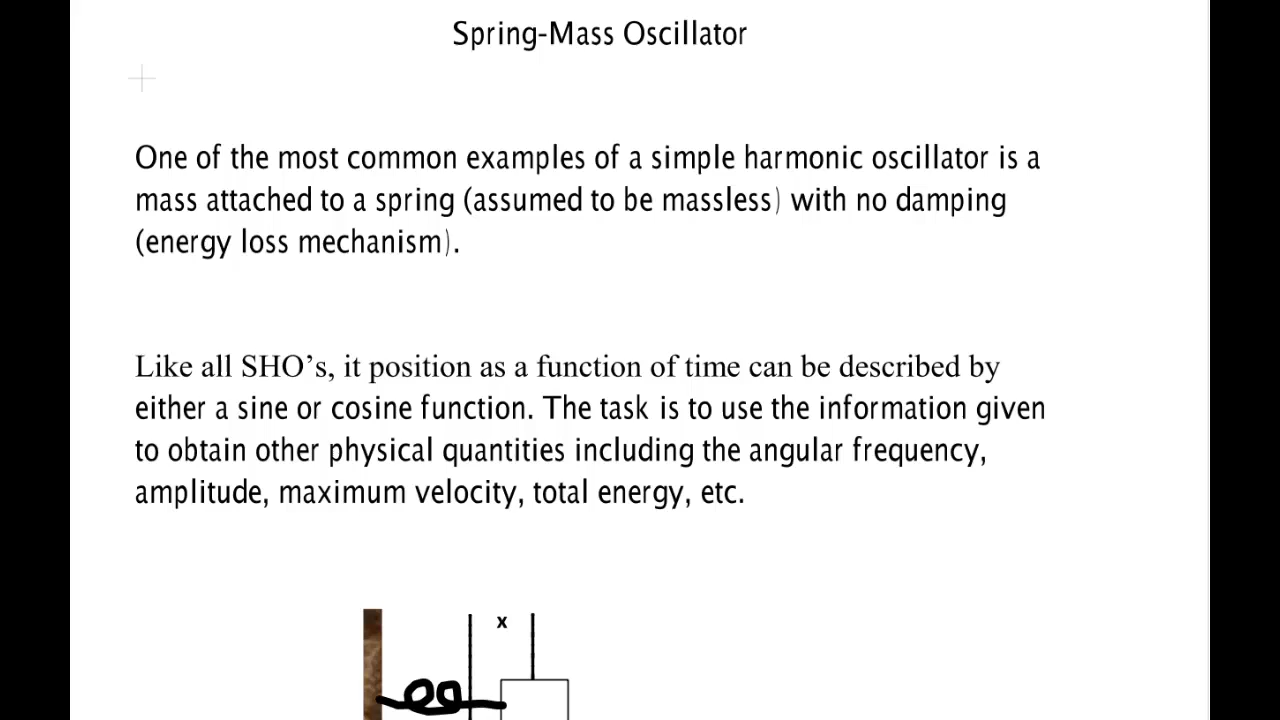 Spring-Mass Oscillator
One of the most common examples of a simple harmonic oscillator is a
mass attached to a spring (assumed to be massless) with no damping
(energy loss mechanism).
Like all SHO’s, it position as a function of time can be described by
either a sine or cosine function. The task is to use the information given
to obtain other physical quantities including the angular frequency,
amplitude, maximum velocity, total energy, etc.
x